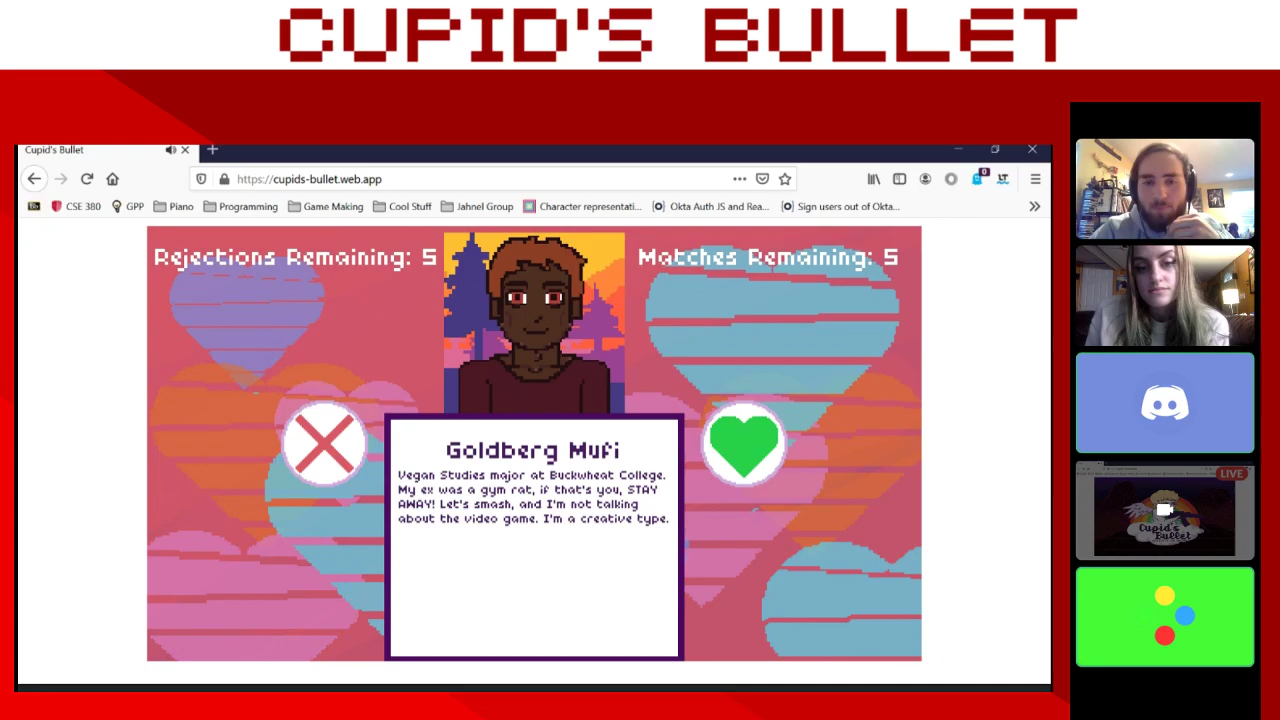 CUPID'S BULLET
Cupid's Bullet
https://cupids-bullet.web.app
0
LT
CSE 380
GPP
Piano
Programming
Game Making
Cool Stuff
Jahnel Group
Character representati...
Okta Auth JS and Rea...
Sign users out of Okta...
Rejections Remaining: 5
Matches Remaining: 5
Goldberg Mufi
Vegan Studies major at Buckwheat College.
My ex was a gym rat, if that's you, STAY
AWAY! Let's smash, and I'm not talking
about the video game. I'm a creative type.
LIVE
Cupid's
Bullet